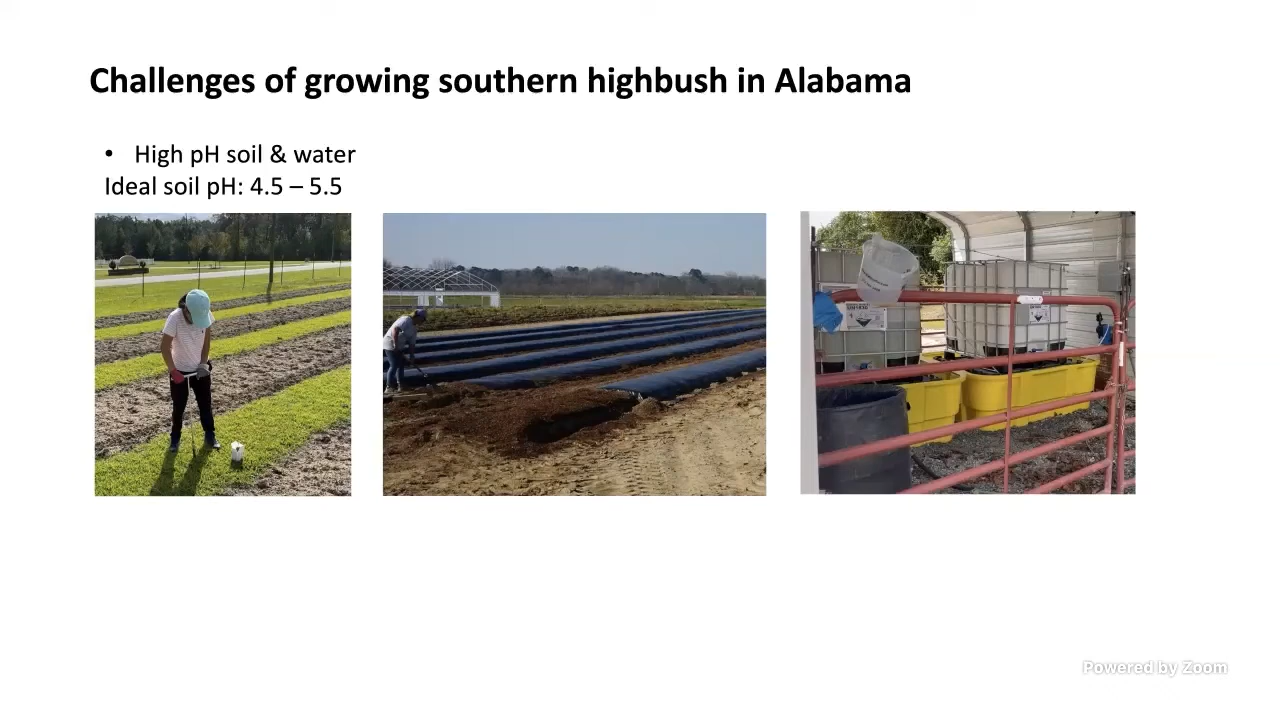 Challenges of growing southern highbush in Alabama
• High pH soil & water
Ideal soil pH: 4.5 – 5.5
Powered by Zoom